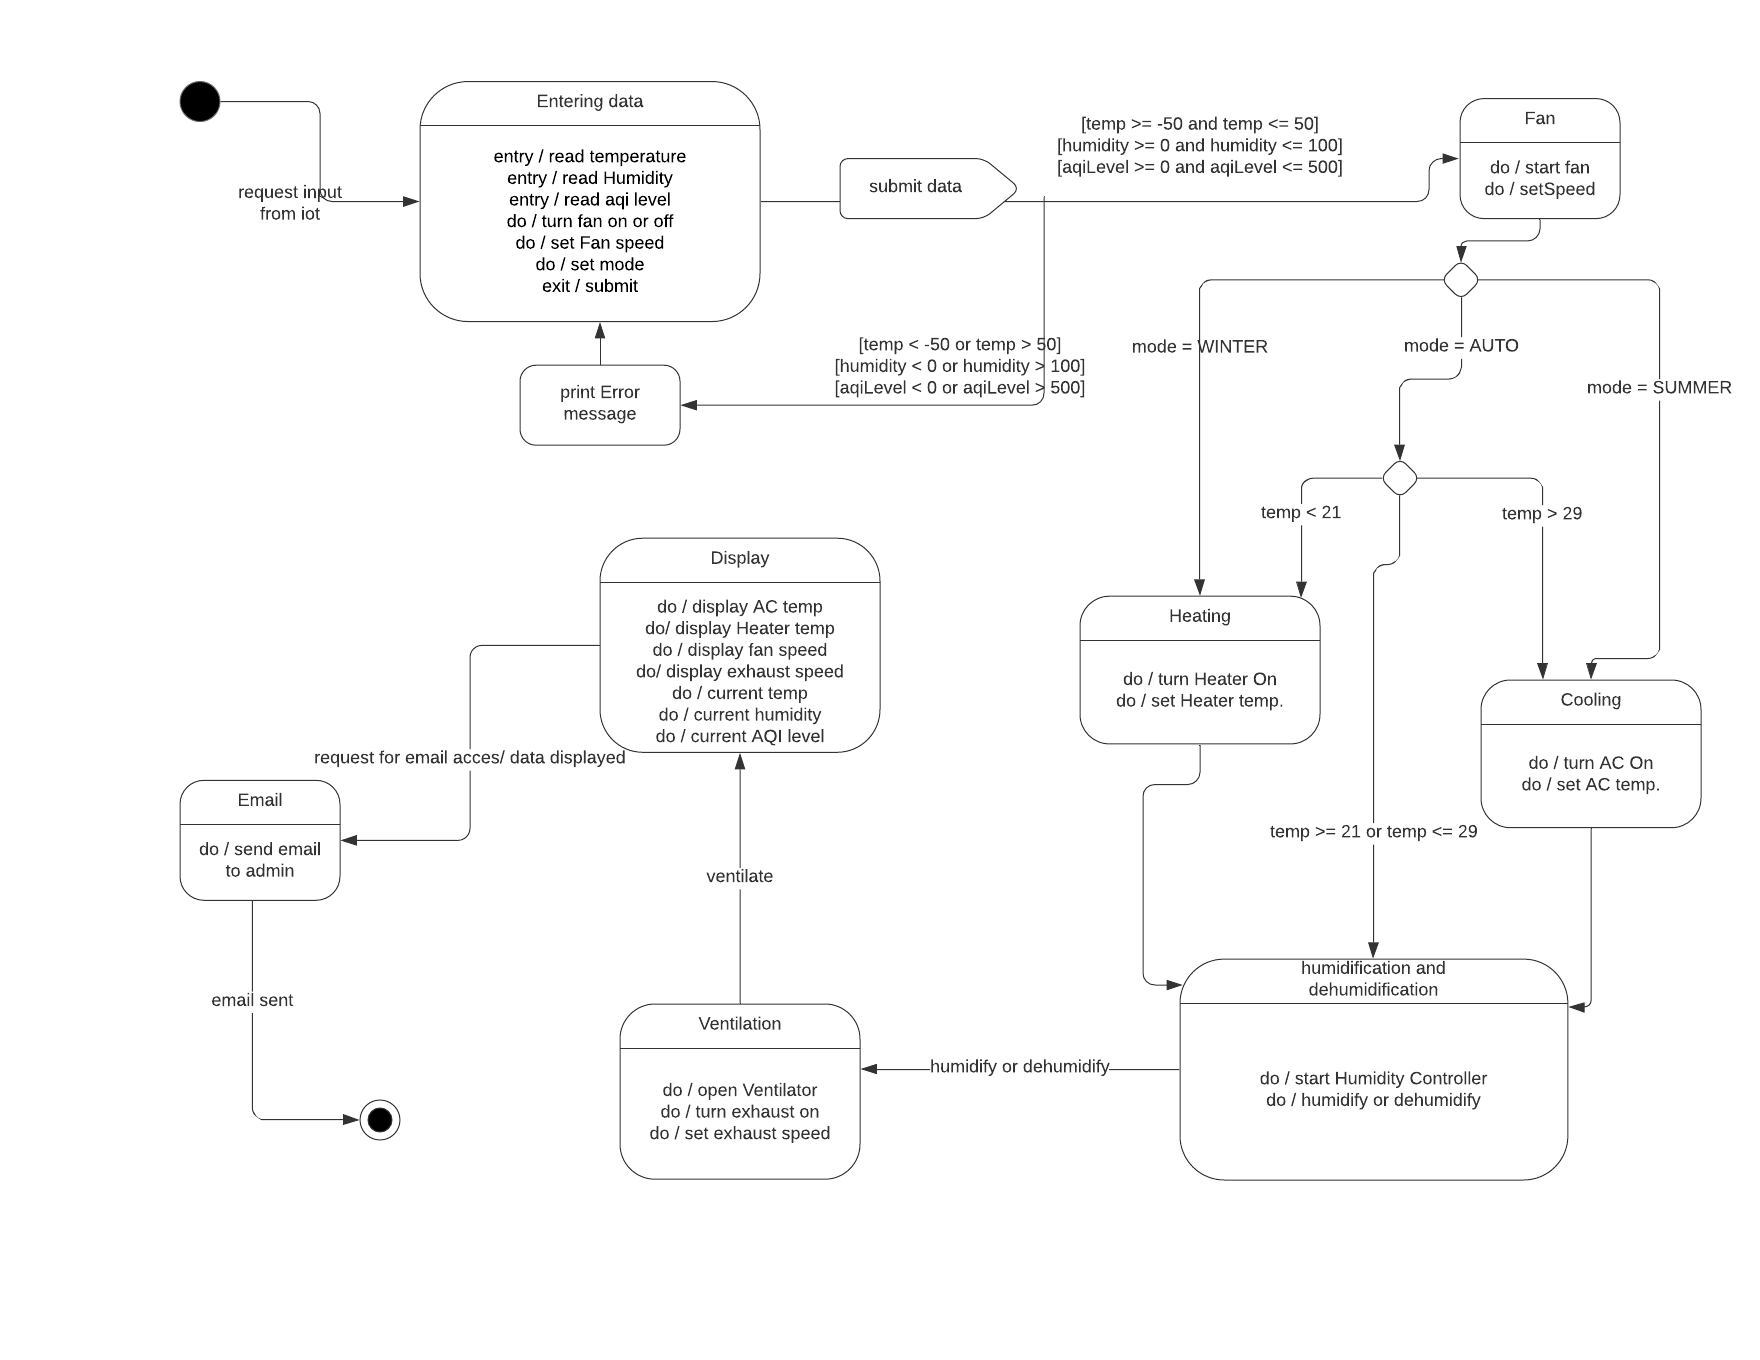 Entering data
entry / read temperature
entry / read Humidity
entry / read aqi level
do / turn fan on or off
do / set Fan speed
do / set mode
exit / submit
request input
from iot
submit data
[temp >= -50 and temp <= 50]
[humidity >= 0 and humidity <= 100]
[aqiLevel >= 0 and aqiLevel <= 500]
Fan
do / start fan
do / setSpeed
[temp < -50 or temp > 50]
[humidity < 0 or humidity > 100]
[aqiLevel < 0 or aqiLevel > 500]
print Error
message
mode = WINTER
mode = AUTO
mode = SUMMER
temp < 21
temp > 29
Heating
do / turn Heater On
do / set Heater temp.
Cooling
do / turn AC On
do / set AC temp.
temp >= 21 or temp <= 29
Display
do / display AC temp
do/ display Heater temp
do / display fan speed
do/ display exhaust speed
do / current temp
do / current humidity
do / current AQI level
request for email acces/ data displayed
Email
do / send email
to admin
ventilate
email sent
humidification and
dehumidification
do / start Humidity Controller
do / humidify or dehumidify
humidify or dehumidify
Ventilation
do / open Ventilator
do / turn exhaust on
do / set exhaust speed